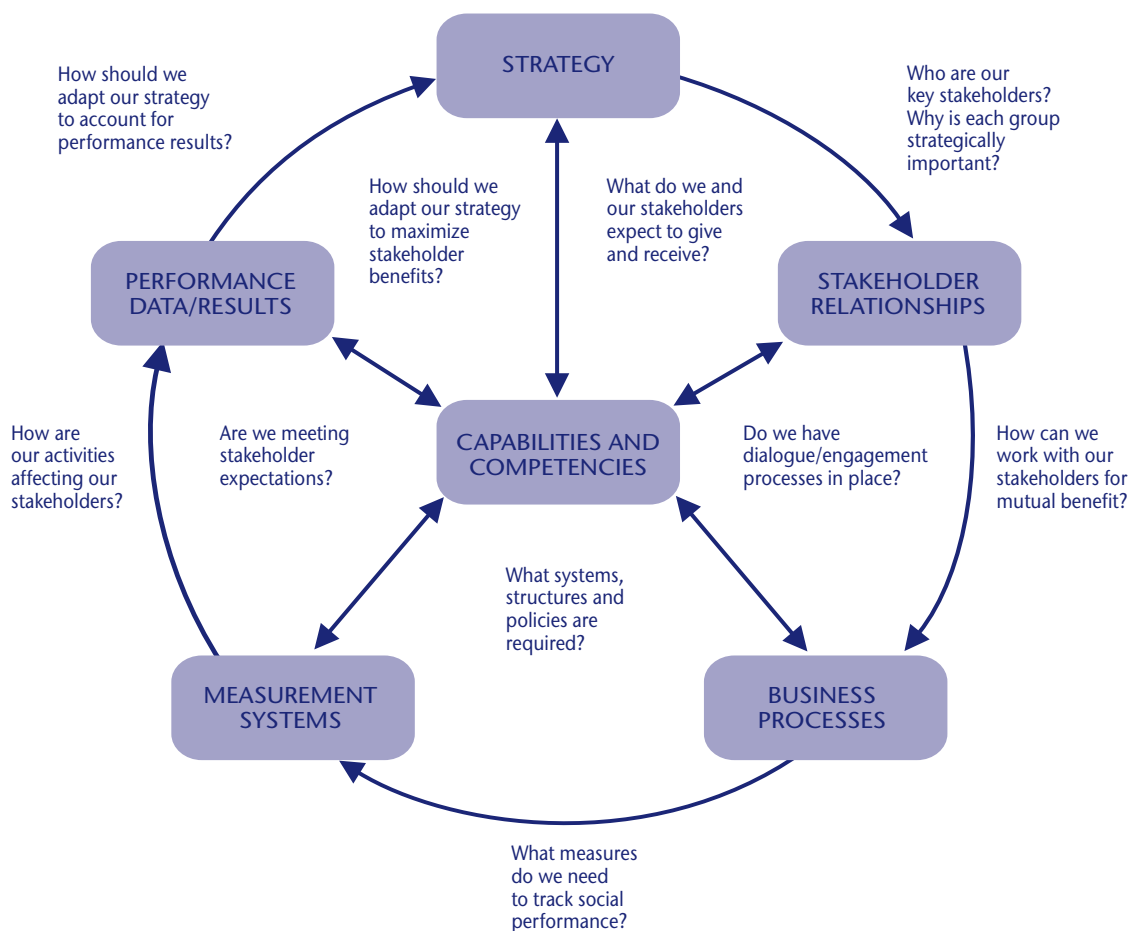 STRATEGY
How should we
adapt our strategy
to account for
performance results?
Who are our
key stakeholders?
Why is each group
strategically
important?
How should we
adapt our strategy
to maximize
stakeholder
benefits?
What do we and
our stakeholders
expect to give
and receive?
PERFORMANCE
DATA/RESULTS
STAKEHOLDER
RELATIONSHIPS
How are
our activities
affecting our
stakeholders?
Are we meeting
stakeholder
expectations?
CAPABILITIES AND
COMPETENCIES
Do we have
dialogue/engagement
processes in place?
How can we
work with our
stakeholders for
mutual benefit?
What systems,
structures and
policies are
required?
MEASUREMENT
SYSTEMS
BUSINESS
PROCESSES
What measures
do we need
to track social
performance?